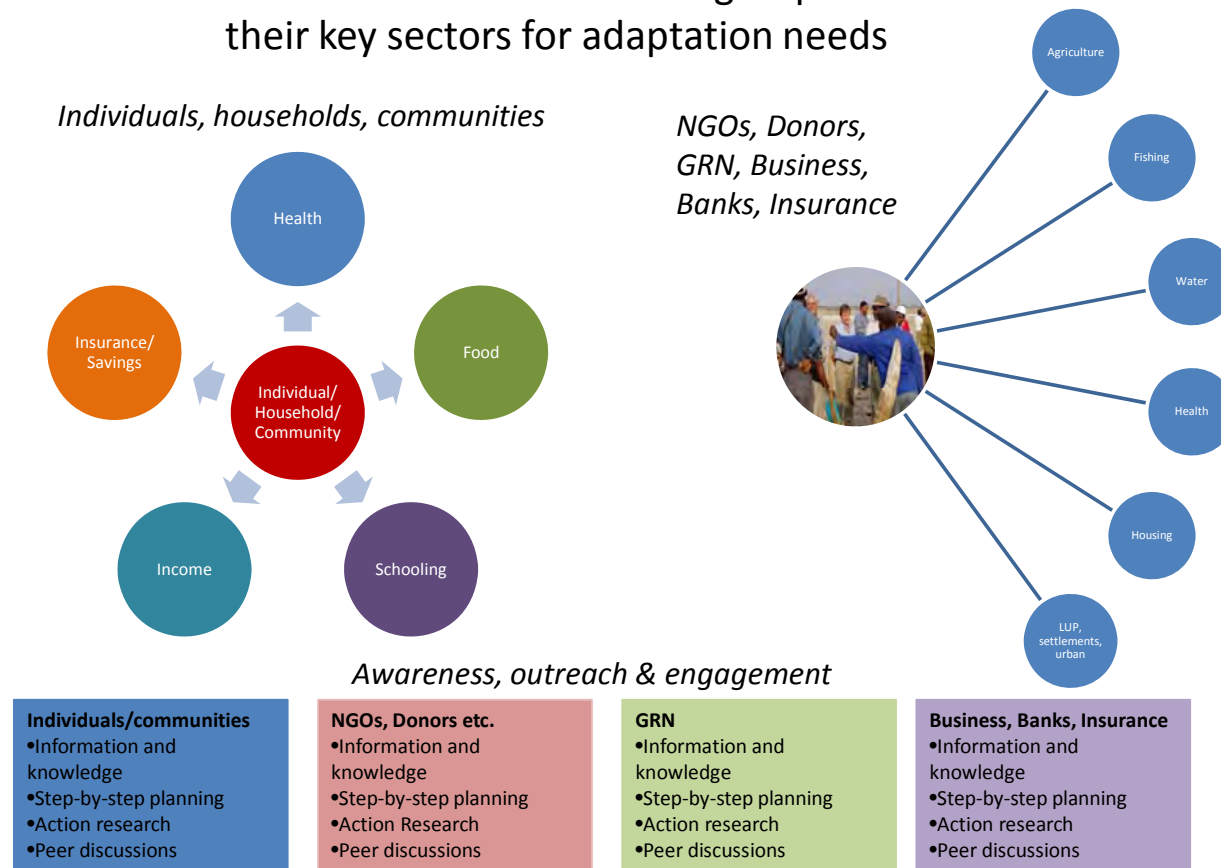 their key sectors for adaptation needs
Individuals, households, communities
Health
Insurance/
Savings
Food
Individual/
Household/
Community
Income
Schooling
NGOs, Donors,
GRN, Business,
Banks, Insurance
Agriculture
Fishing
Water
Health
Housing
LUP,
settlements,
urban
Awareness, outreach & engagement
Individuals/communities
•Information and
knowledge
•Step-by-step planning
•Action research
•Peer discussions
NGOs, Donors etc.
•Information and
knowledge
•Step-by-step planning
•Action Research
•Peer discussions
GRN
•Information and
knowledge
•Step-by-step planning
•Action research
•Peer discussions
Business, Banks, Insurance
•Information and
knowledge
•Step-by-step planning
•Action research
•Peer discussions